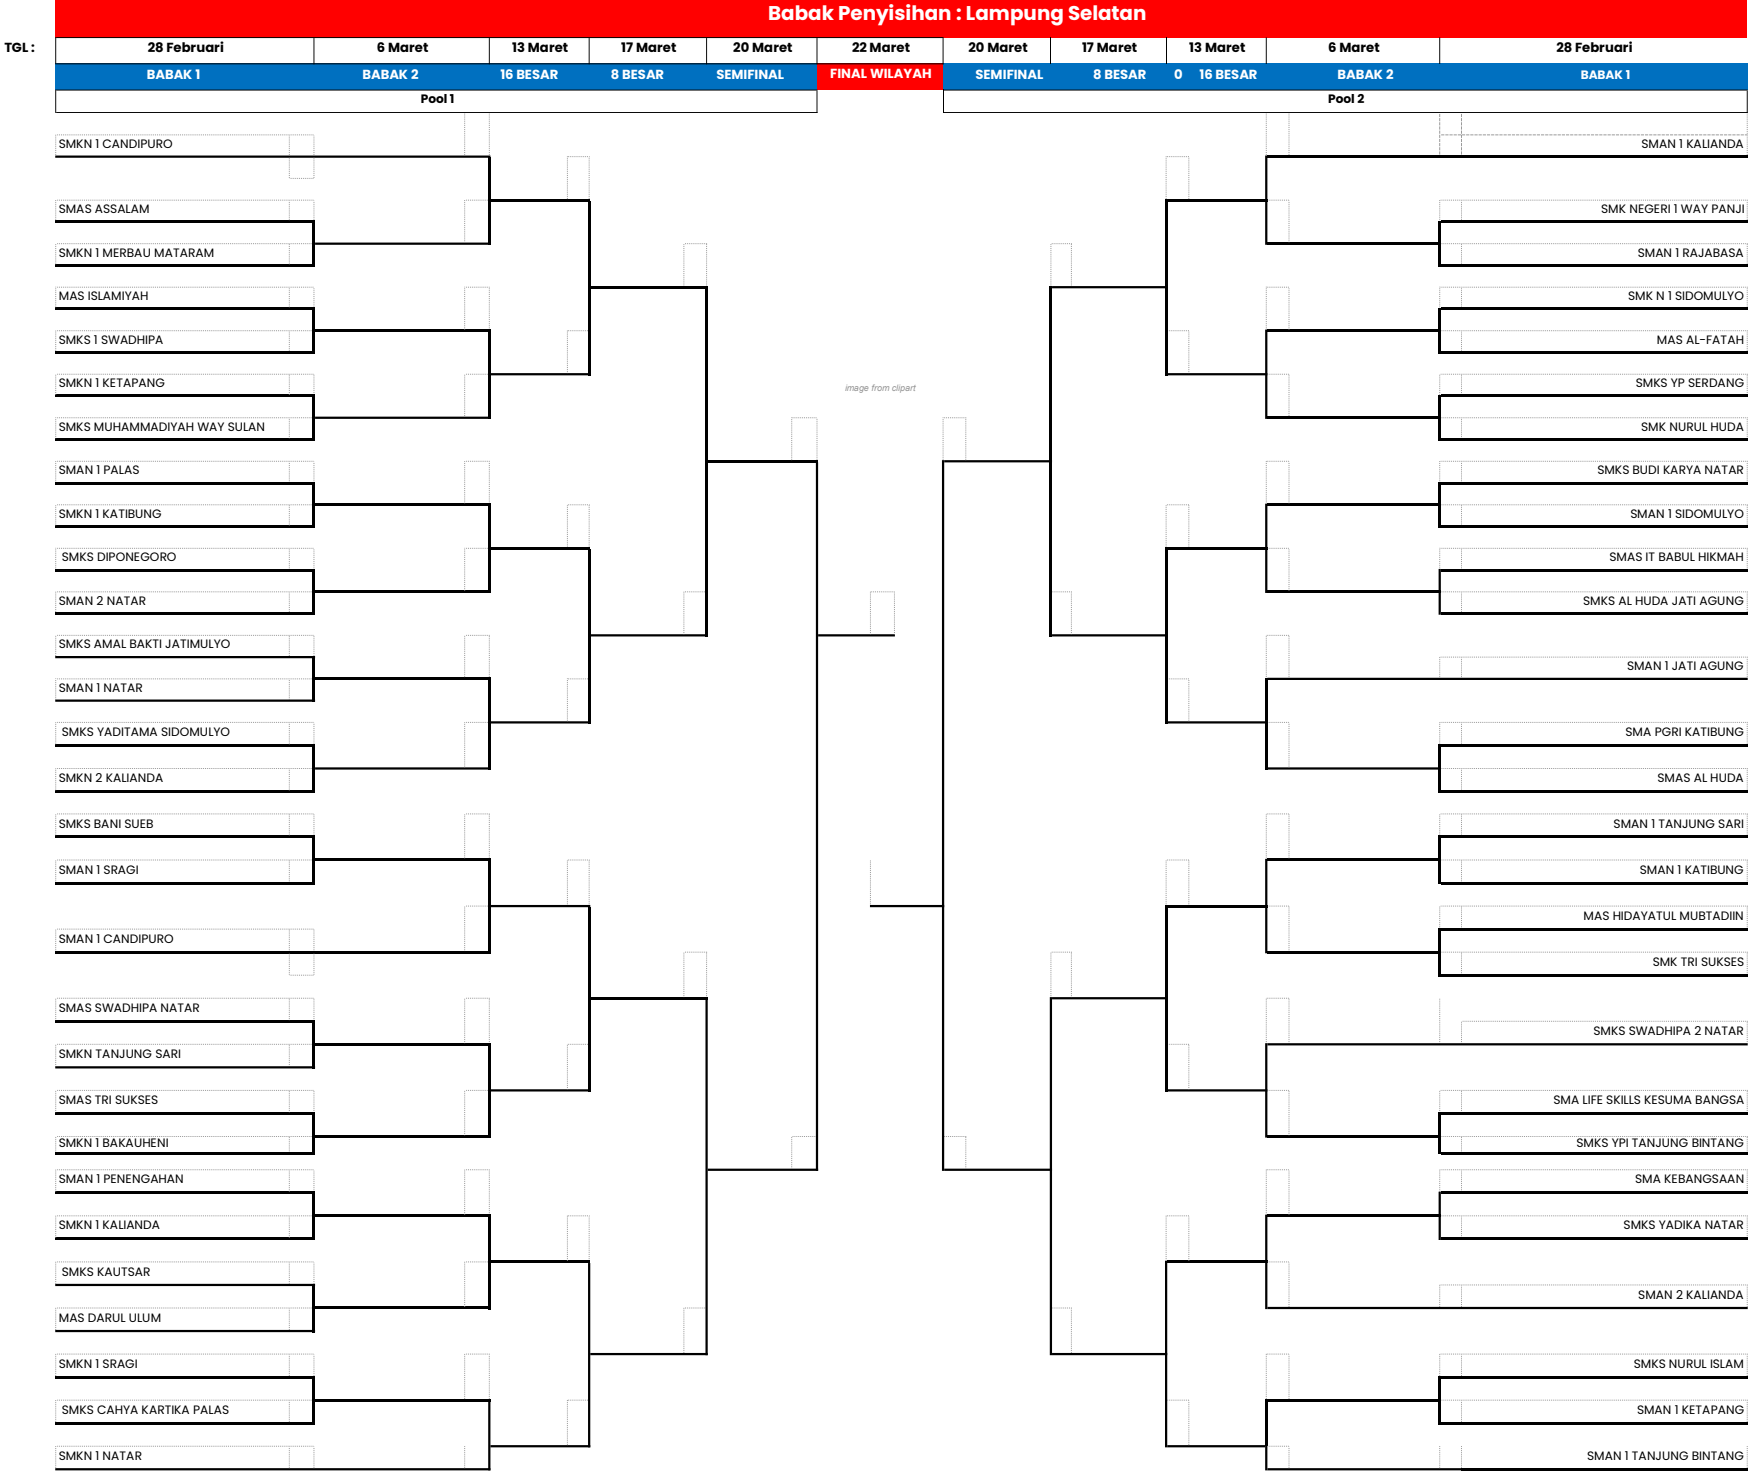 Babak Penyisihan : Lampung Selatan
TGL : 28 Februari 6 Maret 13 Maret 17 Maret 20 Maret 22 Maret 20 Maret 17 Maret 13 Maret 6 Maret 28 Februari
BABAK 1 BABAK 2 16 BESAR 8 BESAR SEMIFINAL FINAL WILAYAH SEMIFINAL 8 BESAR 0 16 BESAR BABAK 2 BABAK 1
Pool 1 Pool 2
SMKN 1 CANDIPURO
SMAS ASSALAM
SMKN 1 MERBAU MATARAM
MAS ISLAMIYAH
SMKS 1 SWADHIPA
SMKN 1 KETAPANG
SMKS MUHAMMADIYAH WAY SULAN
SMAN 1 PALAS
SMKN 1 KATIBUNG
SMKS DIPONEGORO
SMAN 2 NATAR
SMKS AMAL BAKTI JATIMULYO
SMAN 1 NATAR
SMKS YADITAMA SIDOMULYO
SMKN 2 KALIANDA
SMKS BANI SUEB
SMAN 1 SRAGI
SMAN 1 CANDIPURO
SMAS SWADHIPA NATAR
SMKN TANJUNG SARI
SMAS TRI SUKSES
SMKN 1 BAKAUHENI
SMAN 1 PENENGAHAN
SMKN 1 KALIANDA
SMKS KAUTSAR
MAS DARUL ULUM
SMKN 1 SRAGI
SMKS CAHYA KARTIKA PALAS
SMKN 1 NATAR
image from clipart
SMAN 1 KALIANDA
SMK NEGERI 1 WAY PANJI
SMAN 1 RAJABASA
SMK N 1 SIDOMULYO
MAS AL-FATAH
SMKS YP SERDANG
SMK NURUL HUDA
SMKS BUDI KARYA NATAR
SMAN 1 SIDOMULYO
SMAS IT BABUL HIKMAH
SMKS AL HUDA JATI AGUNG
SMAN 1 JATI AGUNG
SMA PGRI KATIBUNG
SMAS AL HUDA
SMAN 1 TANJUNG SARI
SMAN 1 KATIBUNG
MAS HIDAYATUL MUBTADIIN
SMK TRI SUKSES
SMKS SWADHIPA 2 NATAR
SMA LIFE SKILLS KESUMA BANGSA
SMKS YPI TANJUNG BINTANG
SMA KEBANGSAAN
SMKS YADIKA NATAR
SMAN 2 KALIANDA
SMKS NURUL ISLAM
SMAN 1 KETAPANG
SMAN 1 TANJUNG BINTANG